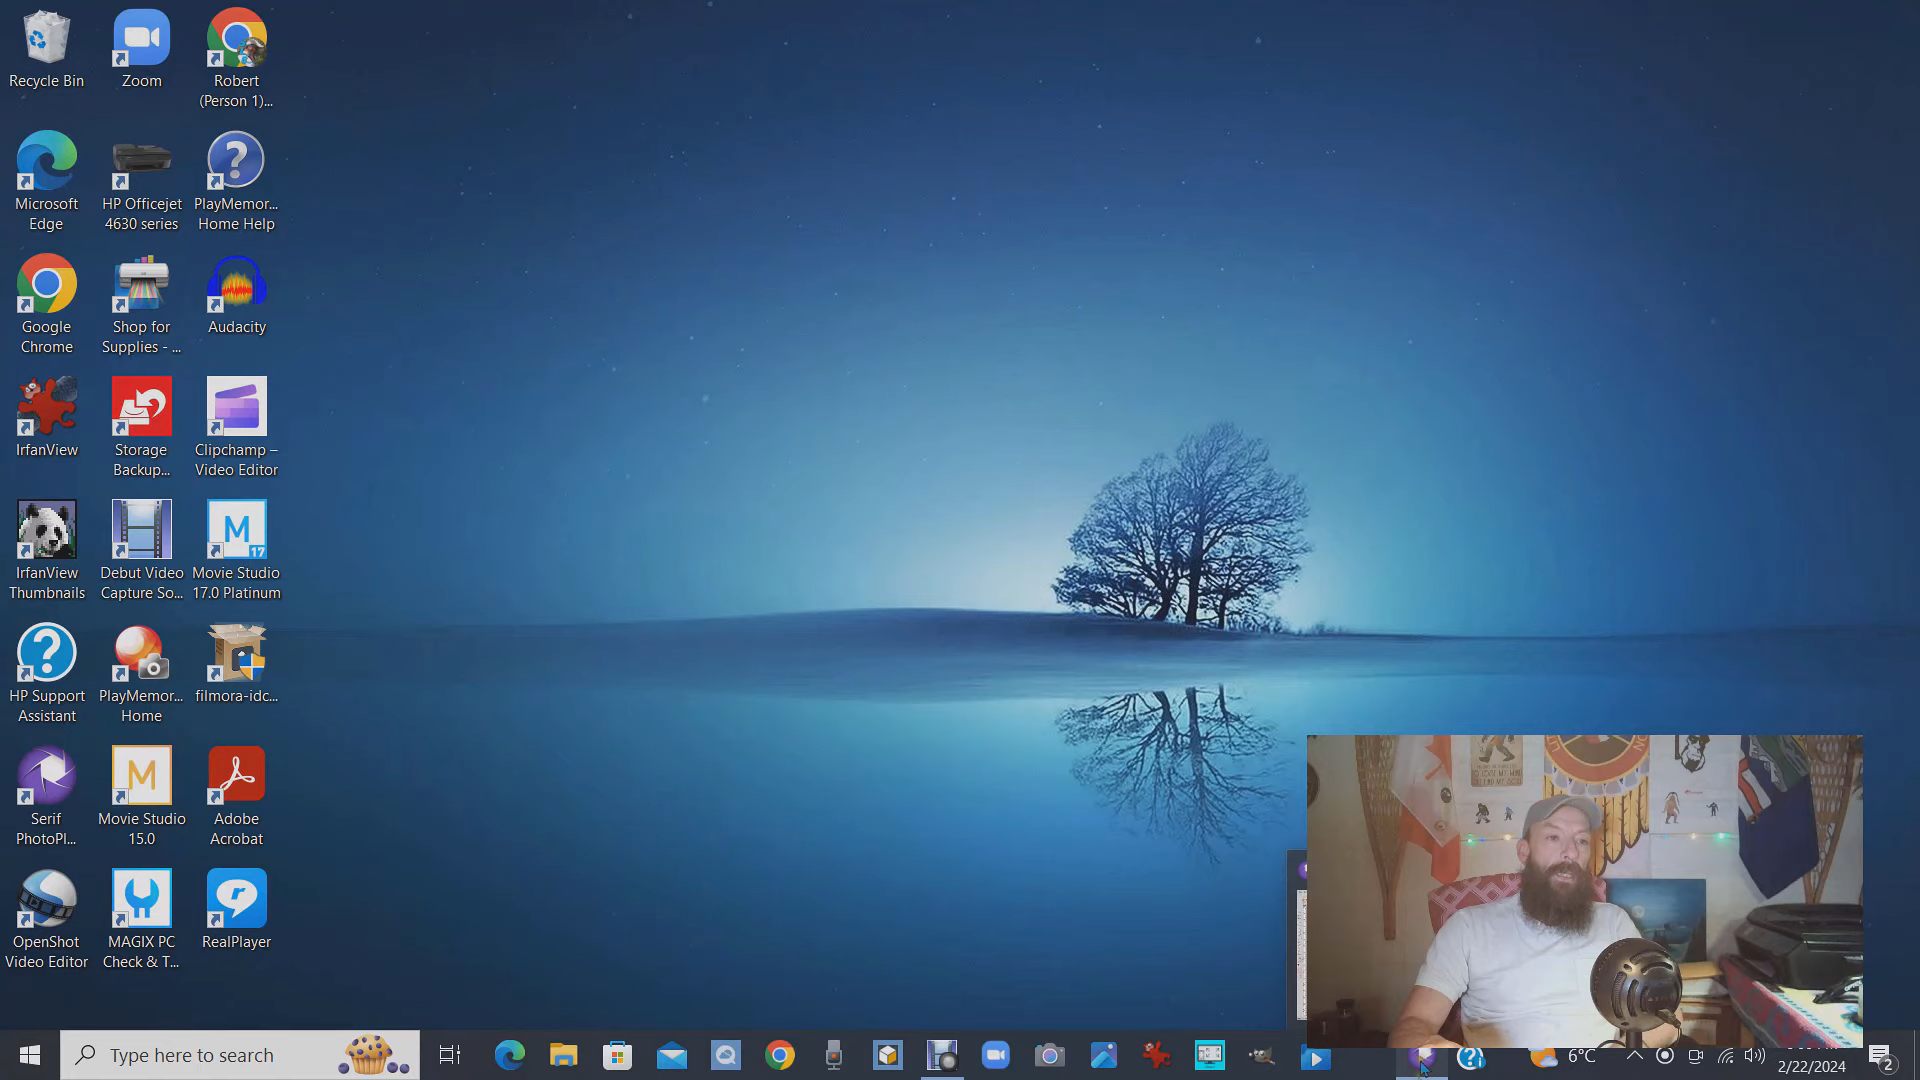 Recycle Bin
Zoom
Robert
(Person 1)...
Microsoft
Edge
HP Officejet
4630 series
PlayMemor...
Home Help
Google
Chrome
Shop for
Supplies - ...
Audacity
IrfanView
Storage
Backup...
Clipchamp –
Video Editor
IrfanView
Thumbnails
Debut Video
Capture So...
M
17
Movie Studio
17.0 Platinum
HP Support
Assistant
PlayMemor...
Home
filmora-idc...
Serif
PhotoPl...
M
Movie Studio
15.0
Adobe
Acrobat
OpenShot
Video Editor
MAGIX PC
Check & T...
RealPlayer
Type here to search
6°C
2/22/2024
2